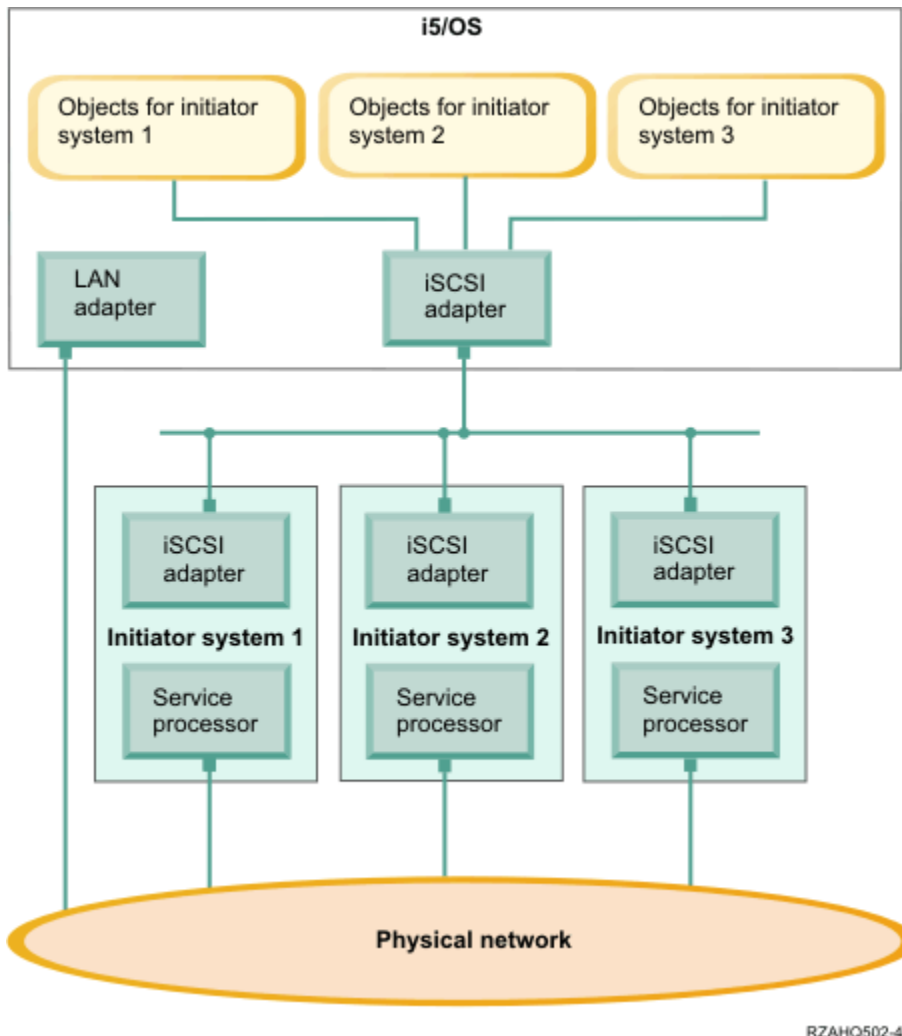 i5/OS
Objects for initiator
system 1
Objects for initiator
system 2
Objects for initiator
system 3
LAN
adapter
iSCSI
adapter
iSCSI
adapter
iSCSI
adapter
iSCSI
adapter
Initiator system 1
Initiator system 2
Initiator system 3
Service
processor
Service
processor
Service
processor
Physical network
RZAHQ502-4